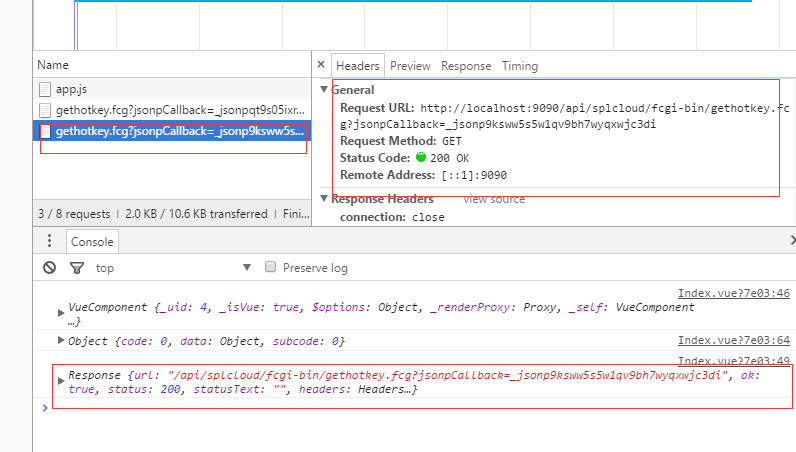 Name
app.js
gethotkey.fcg?jsonpCallback=_jsonpqt9s05ixr...
gethotkey.fcg?jsonpCallback=_jsonp9ksww5s...
3 / 8 requests | 2.0 KB / 10.6 KB transferred | Fini...
× Headers Preview Response Timing
General
Request URL: http://localhost:9090/api/splcloud/fcgi-bin/gethotkey.fc
g?jsonpCallback=_jsonp9ksww5s5w1qv9bh7wyqxwjc3di
Request Method: GET
Status Code: 200 OK
Remote Address: [::1]:9090
Response Headers view source
connection: close
Console
top Preserve log
Index.vue?7e03:46
VueComponent {_uid: 4, _isVue: true, $options: Object, _renderProxy: Proxy, _self: VueComponent
…}
Object {code: 0, data: Object, subcode: 0} Index.vue?7e03:64
Index.vue?7e03:49
Response {url: "/api/splcloud/fcgi-bin/gethotkey.fcg?jsonpCallback=_jsonp9ksww5s5w1qv9bh7wyqxwjc3di", ok:
true, status: 200, statusText: "", headers: Headers…}